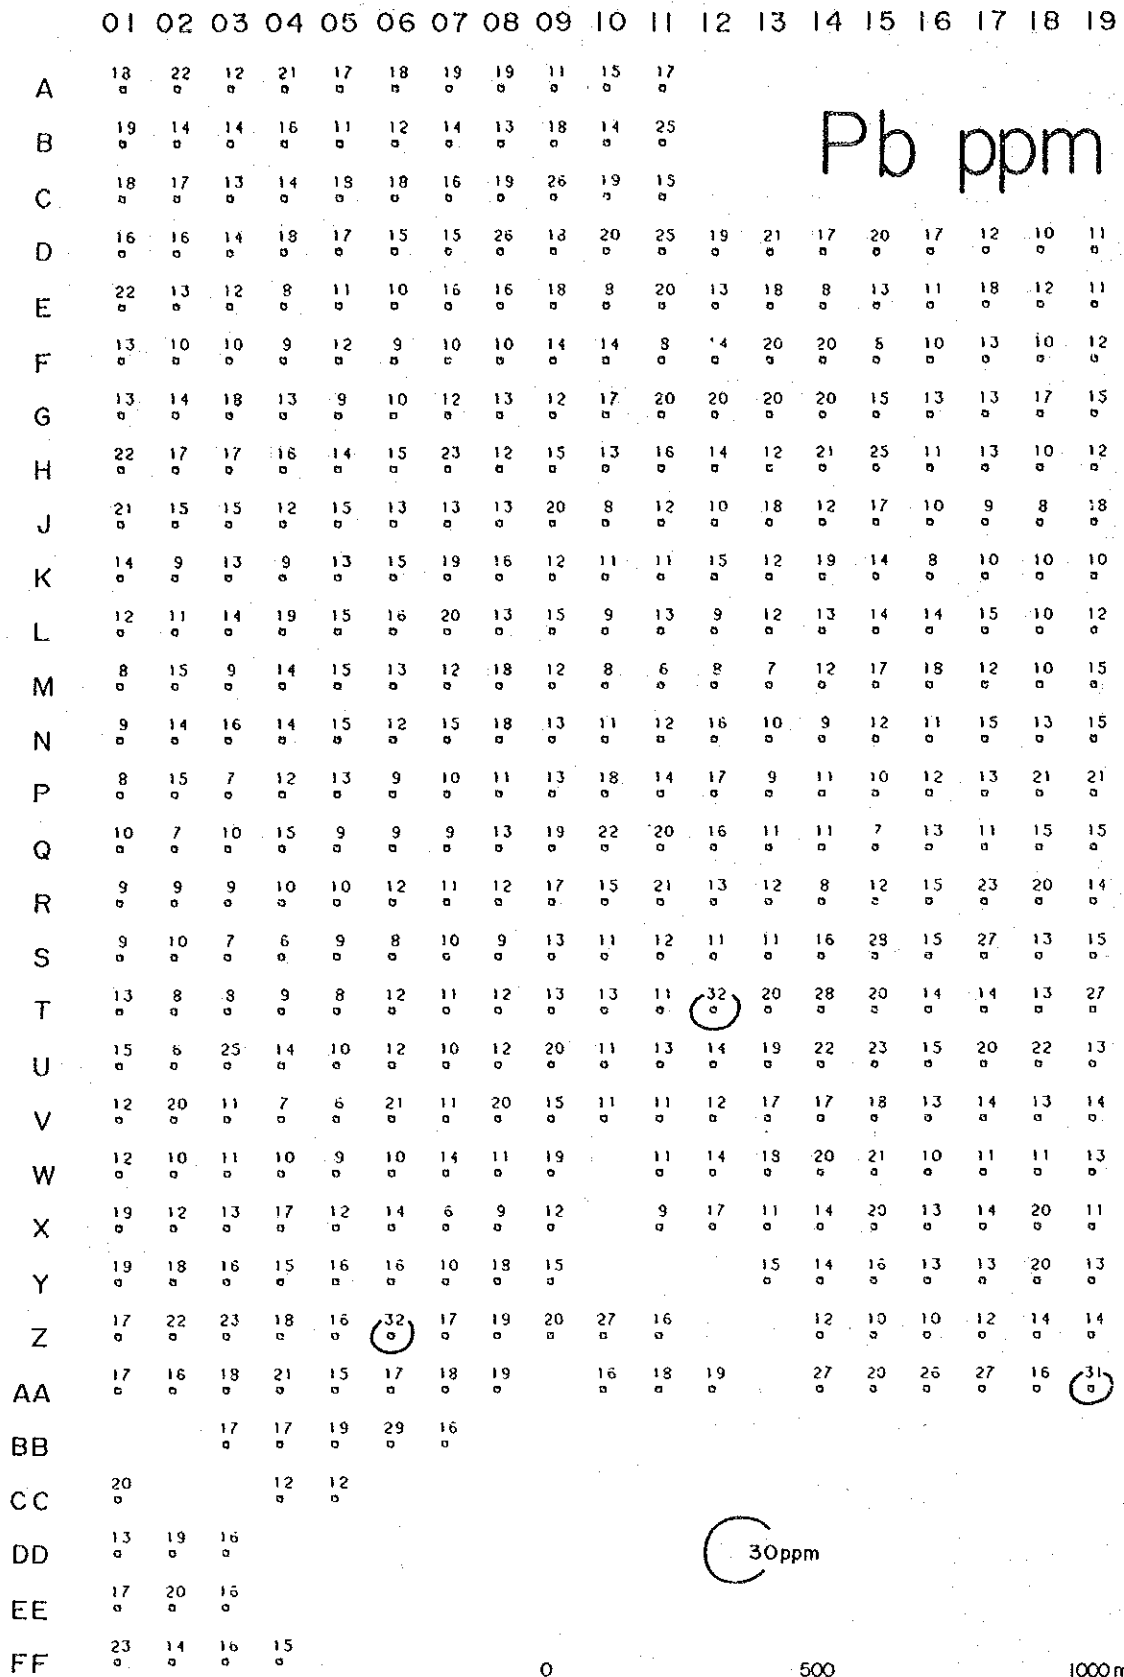 01 02 03 04 05 06 07 08 09 10 11 12 13 14 15 16 17 18 19
A 18 22 12 21 17 18 19 19 11 15 17
Pb ppm
B 19 14 14 16 11 12 14 13 18 14 25
C 18 17 13 14 18 16 19 26 19 15
D 16 16 14 18 17 15 15 26 18 20 25 19 21 17 20 17 12 10 11
E 22 13 12 8 11 10 16 16 18 8 20 13 18 8 13 11 18 12 11
F 13 10 10 9 12 9 10 10 14 14 8 14 20 20 10 13 10 12
G 13 14 18 13 9 10 12 13 12 17 20 20 20 20 15 13 13 17 15
H 22 17 17 16 14 15 23 12 15 13 16 14 12 21 25 11 13 10 12
J 21 15 15 12 15 13 13 13 20 8 12 10 18 12 17 10 9 8 18
K 14 9 13 9 13 15 19 16 12 11 11 15 12 19 14 8 10 10 10
L 12 11 14 19 15 16 20 13 15 9 13 9 12 13 14 14 15 10 12
M 8 15 9 14 15 13 12 18 12 8 6 8 7 12 17 18 12 10 15
N 9 14 16 14 15 12 15 18 13 11 12 16 10 9 12 11 15 13 15
P 8 15 7 12 13 9 10 11 13 18 14 17 9 11 10 12 13 21 21
Q 10 7 10 15 9 9 9 13 19 22 20 16 11 11 7 13 11 15 15
R 9 9 9 10 10 12 11 12 17 15 21 13 12 8 12 15 23 20 14
S 9 10 7 6 9 8 10 9 13 11 12 11 11 16 15 27 13 15
T 13 8 8 9 8 12 11 12 13 13 11 32 20 28 20 14 14 13 27
U 15 6 25 14 10 12 10 12 20 11 13 14 19 22 23 15 20 22 13
V 12 20 11 7 6 21 11 20 15 11 11 12 17 17 18 13 14 13 14
W 12 10 11 10 9 10 14 11 19 11 14 18 20 21 10 11 11 13
X 19 12 13 17 12 14 6 9 12 9 17 11 14 20 13 14 20 11
Y 19 18 16 15 16 16 10 18 15 15 14 16 13 13 20 13
Z 17 22 23 18 16 32 17 19 20 27 16 12 10 10 12 14 14
AA 17 16 18 21 15 17 18 19 16 18 19 27 20 26 27 16 31
BB 17 17 19 29 16
CC 20 12 12
DD 13 19 16
30ppm
EE 17 20 16
FF 23 14 16 15
0 500 1000 m